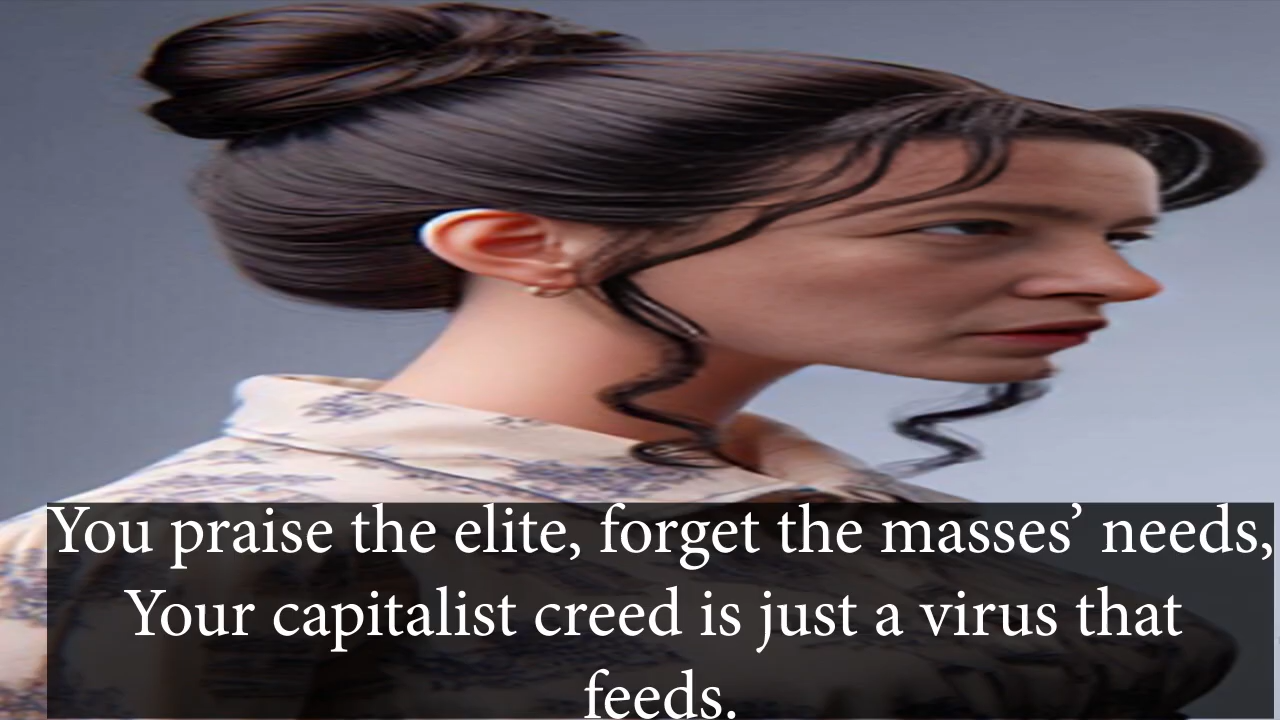 You praise the elite, forget the masses’ needs,
Your capitalist creed is just a virus that
feeds.